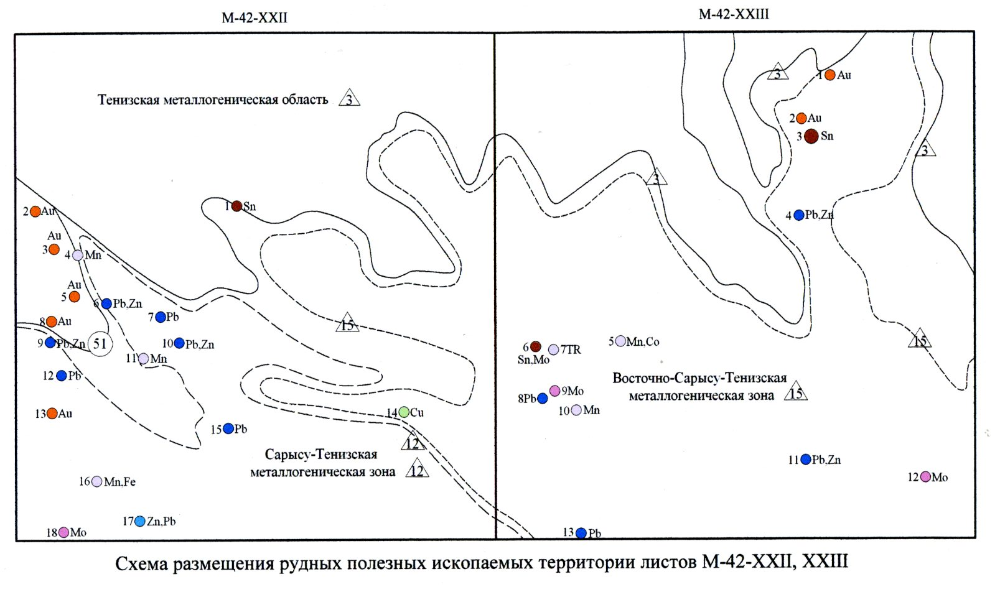 М-42-XXII
М-42-XXIII
Тенизская металлогеническая область 3
3
1 Au
2 Au
3 Sn
3
3
1 Sn
2 Au
4 Pb,Zn
Au
3
4 Mn
Au
5
6 Pb,Zn
7 Pb
8 Au
15
9 Pb,Zn
51
10 Pb,Zn
11 Mn
12 Pb
13 Au
14 Cu
15 Pb
12
Сарысу-Тенизская
металлогеническая зона 12
16 Mn,Fe
17 Zn,Pb
18 Mo
5 Mn,Co
15
6
Sn,Mo
7TR
Восточно-Сарысу-Тенизская
металлогеническая зона 15
9Mo
8Pb
10 Mn
11 Pb,Zn
12 Mo
13 Pb
Схема размещения рудных полезных ископаемых территории листов М-42-XXII, XXIII